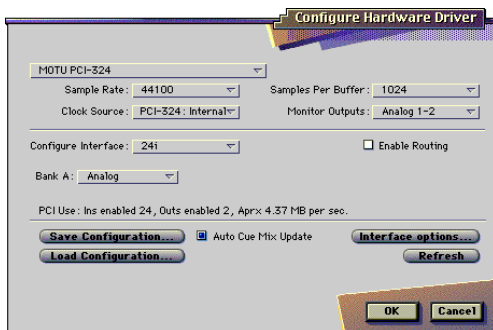 Configure Hardware Driver
MOTU PCI-324
Sample Rate: 44100 Samples Per Buffer: 1024
Clock Source: PCI-324: Internal Monitor Outputs: Analog 1-2
Configure Interface: 24i Enable Routing
Bank A: Analog
PCI Use: Ins enabled 24, Outs enabled 2, Aprx 4.37 MB per sec.
Save Configuration... Auto Cue Mix Update Interface options...
Load Configuration... Refresh
OK Cancel